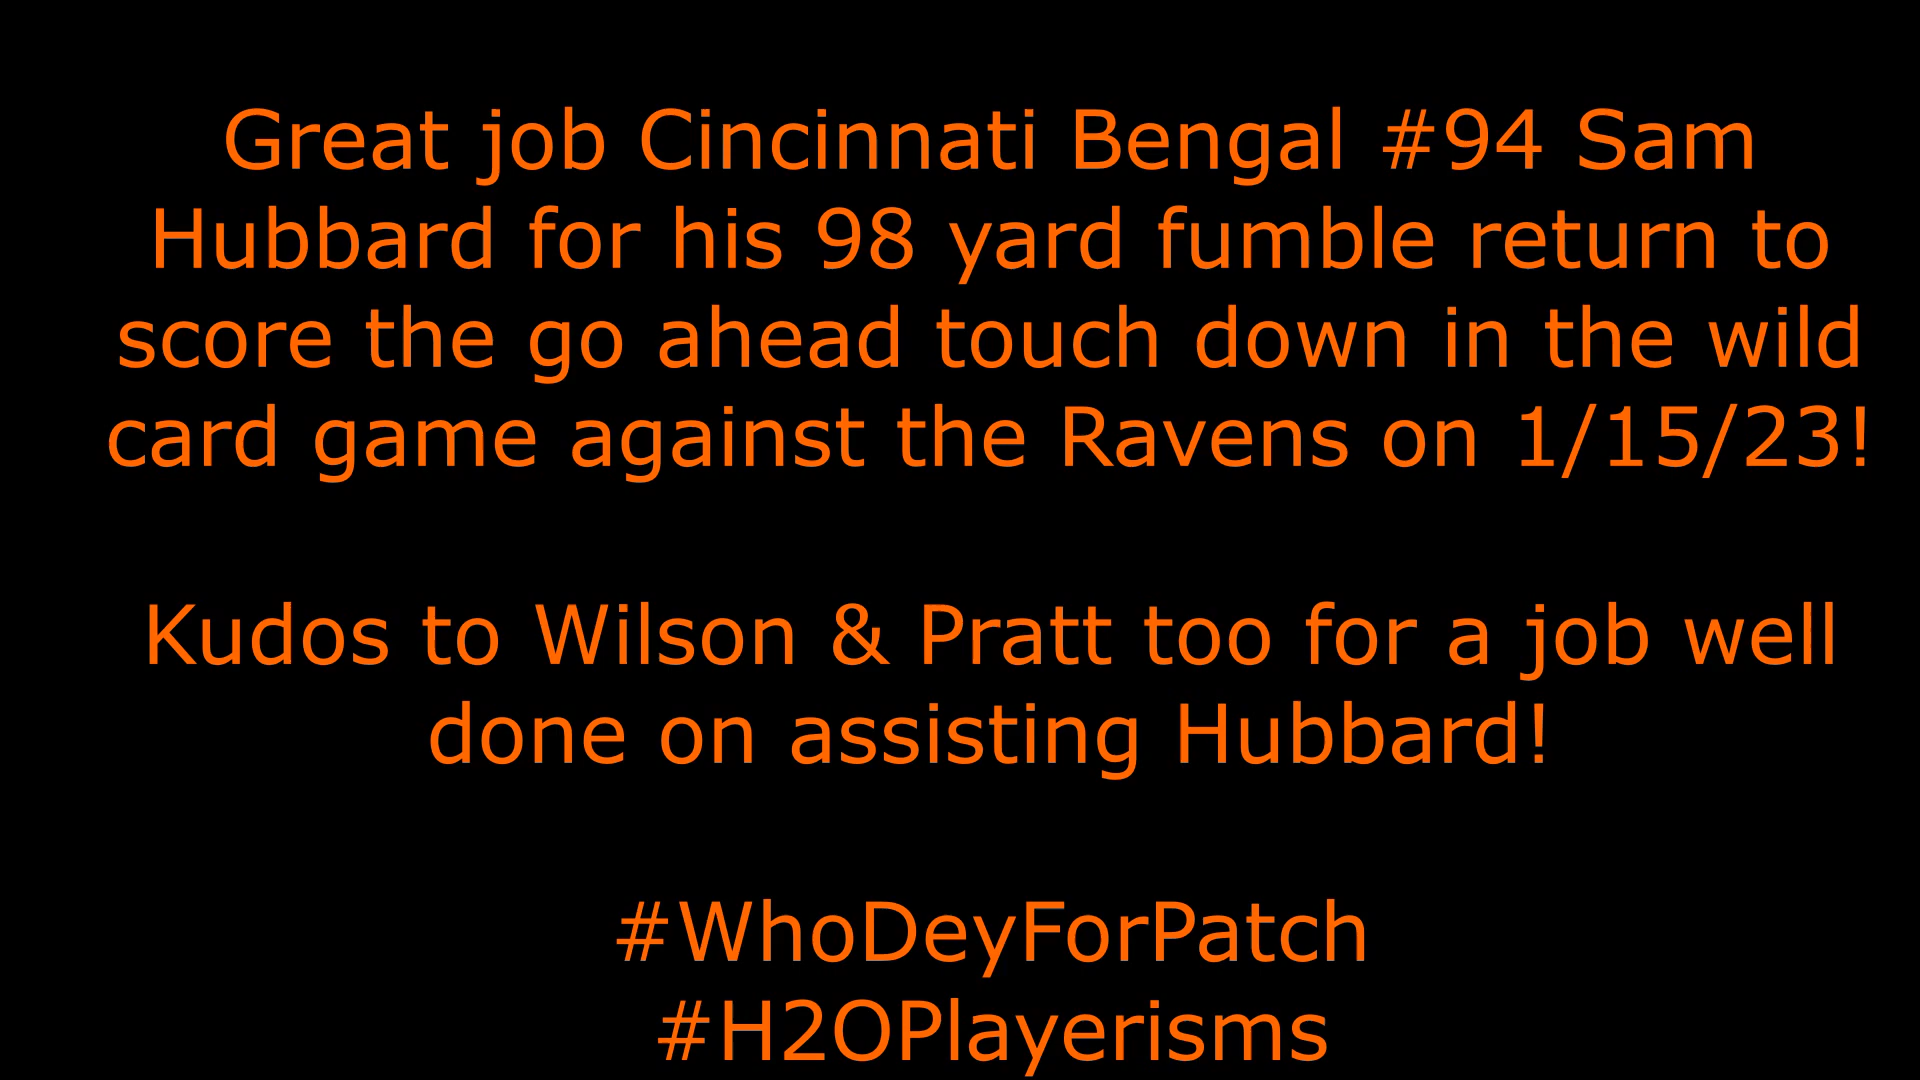 Great job Cincinnati Bengal #94 Sam
Hubbard for his 98 yard fumble return to
score the go ahead touch down in the wild
card game against the Ravens on 1/15/23!
Kudos to Wilson & Pratt too for a job well
done on assisting Hubbard!
#WhoDeyForPatch
#H2OPlayerisms